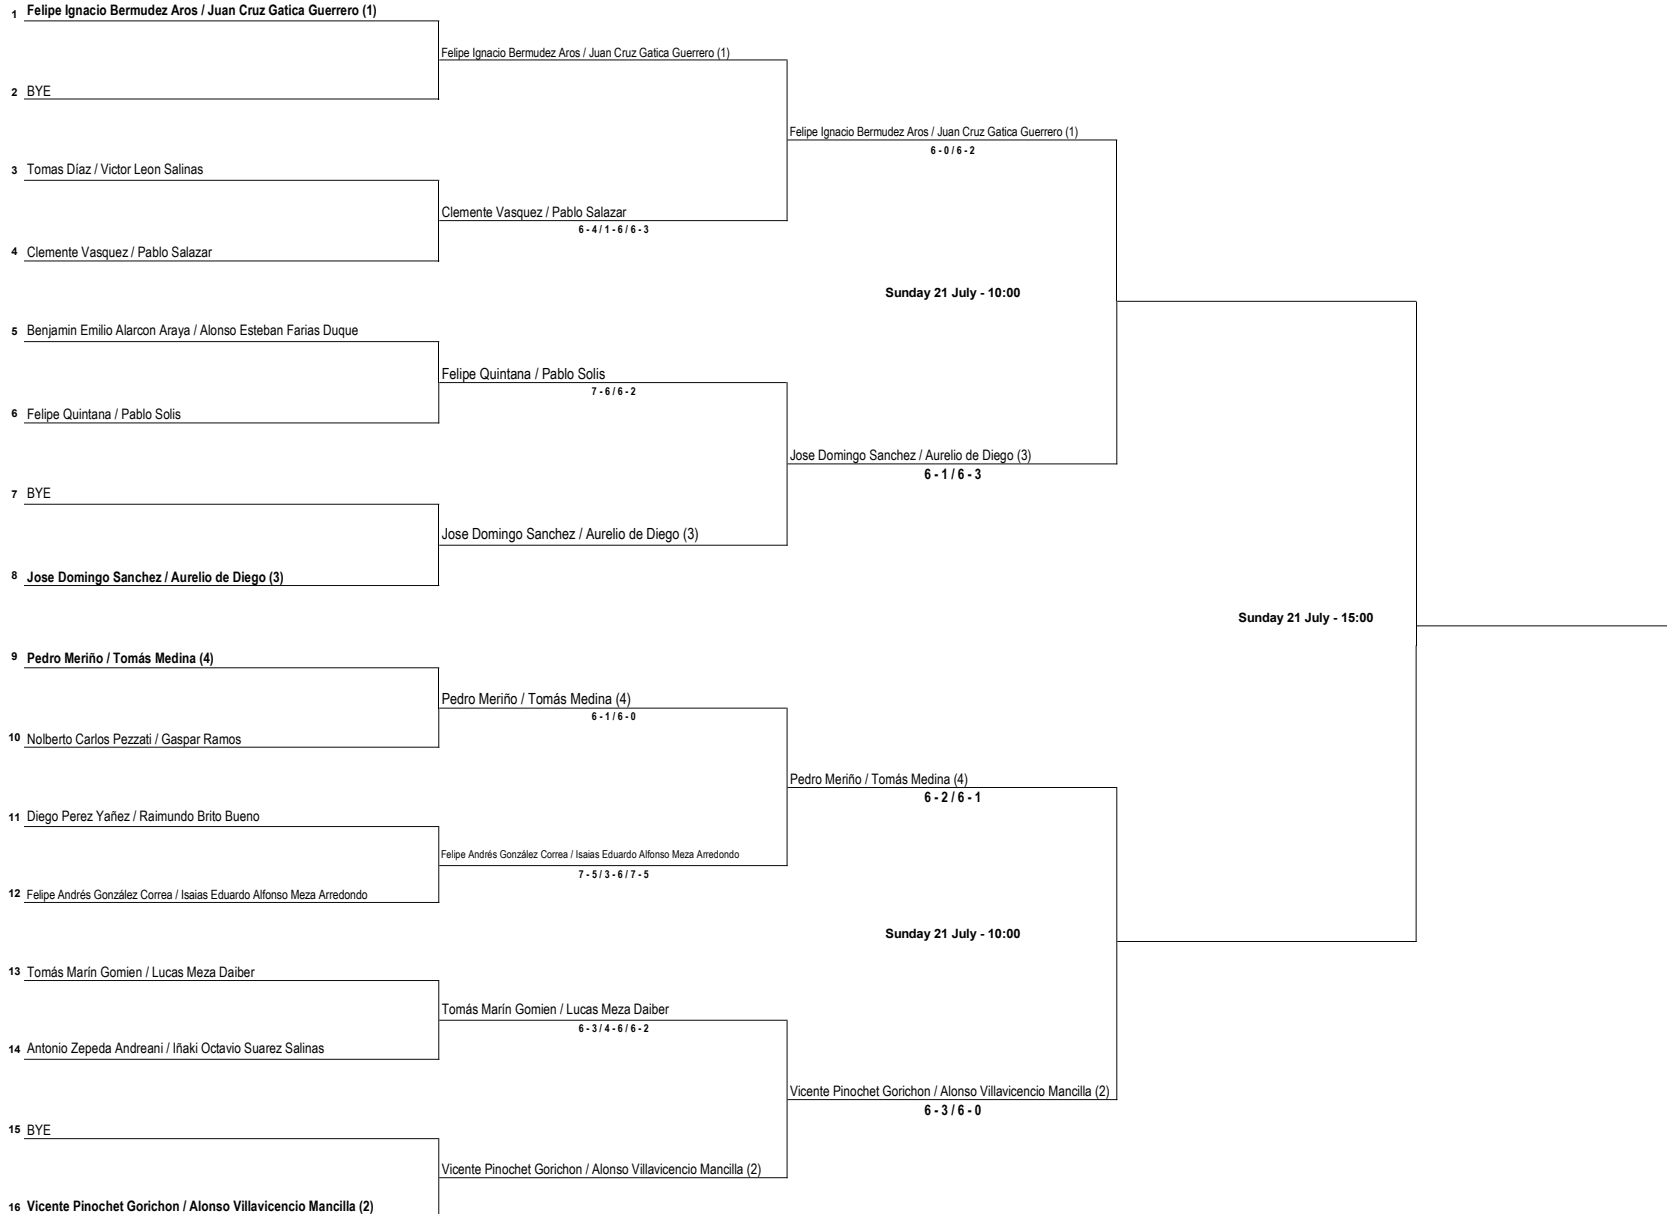 1 Felipe Ignacio Bermudez Aros / Juan Cruz Gatica Guerrero (1)
Felipe Ignacio Bermudez Aros / Juan Cruz Gatica Guerrero (1)
2 BYE
Felipe Ignacio Bermudez Aros / Juan Cruz Gatica Guerrero (1)
6 - 0 / 6 - 2
3 Tomas Díaz / Victor Leon Salinas
Clemente Vasquez / Pablo Salazar
6 - 4 / 1 - 6 / 6 - 3
4 Clemente Vasquez / Pablo Salazar
Sunday 21 July - 10:00
5 Benjamin Emilio Alarcon Araya / Alonso Esteban Farias Duque
Felipe Quintana / Pablo Solis
7 - 6 / 6 - 2
6 Felipe Quintana / Pablo Solis
Jose Domingo Sanchez / Aurelio de Diego (3)
6 - 1 / 6 - 3
7 BYE
Jose Domingo Sanchez / Aurelio de Diego (3)
8 Jose Domingo Sanchez / Aurelio de Diego (3)
Sunday 21 July - 15:00
9 Pedro Meriño / Tomás Medina (4)
Pedro Meriño / Tomás Medina (4)
6 - 1 / 6 - 0
10 Nolberto Carlos Pezzati / Gaspar Ramos
Pedro Meriño / Tomás Medina (4)
6 - 2 / 6 - 1
11 Diego Perez Yañez / Raimundo Brito Bueno
Felipe Andrés González Correa / Isaias Eduardo Alfonso Meza Arredondo
7 - 5 / 3 - 6 / 7 - 5
12 Felipe Andrés González Correa / Isaias Eduardo Alfonso Meza Arredondo
Sunday 21 July - 10:00
13 Tomás Marín Gomien / Lucas Meza Daiber
Tomás Marín Gomien / Lucas Meza Daiber
6 - 3 / 4 - 6 / 6 - 2
14 Antonio Zepeda Andreani / Iñaki Octavio Suarez Salinas
Vicente Pinochet Gorichon / Alonso Villavicencio Mancilla (2)
6 - 3 / 6 - 0
15 BYE
Vicente Pinochet Gorichon / Alonso Villavicencio Mancilla (2)
16 Vicente Pinochet Gorichon / Alonso Villavicencio Mancilla (2)